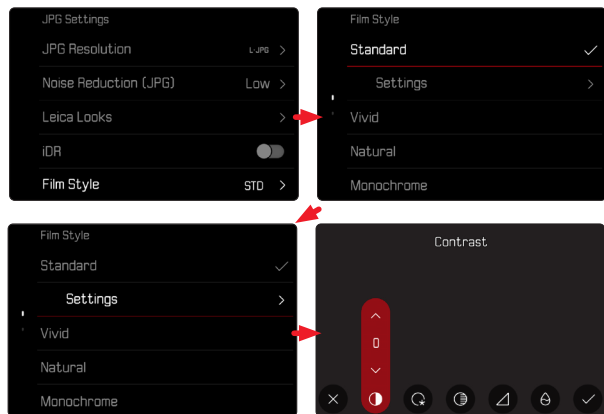 JPG Settings
JPG Resolution L-JPG
Noise Reduction (JPG) Low
Leica Looks
iDR
Film Style STD
Film Style
Standard
Settings
Vivid
Natural
Monochrome
Film Style
Standard
Settings
Vivid
Natural
Monochrome
Contrast
0